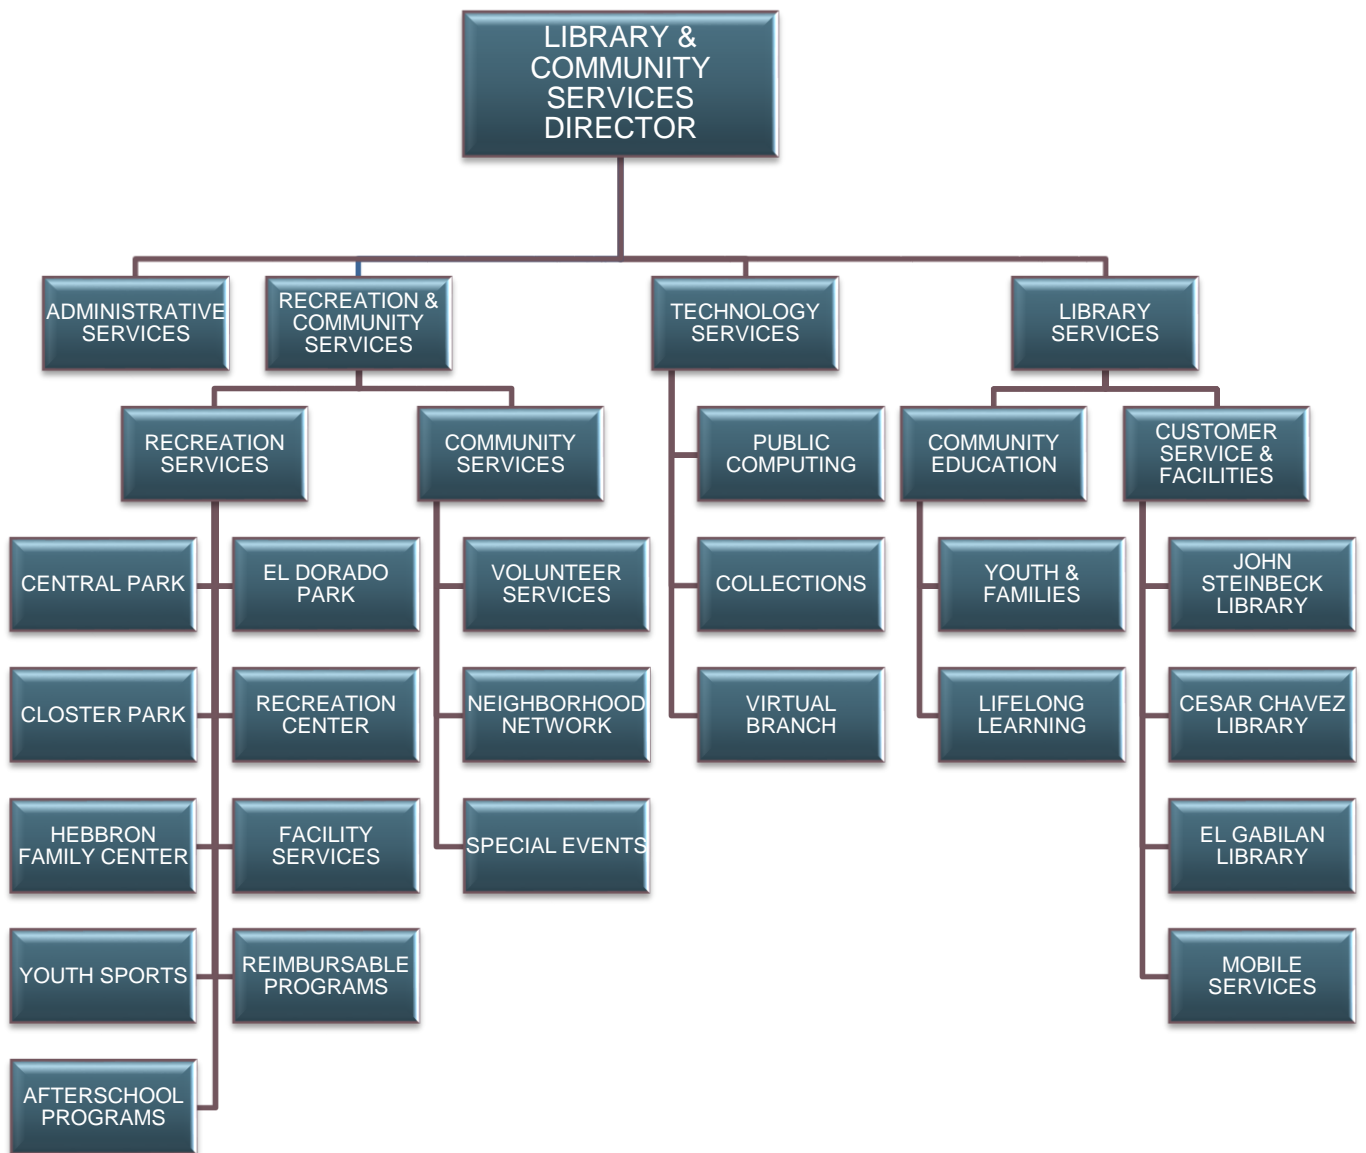 LIBRARY &
COMMUNITY
SERVICES
DIRECTOR
ADMINISTRATIVE
SERVICES
RECREATION &
COMMUNITY
SERVICES
TECHNOLOGY
SERVICES
LIBRARY
SERVICES
RECREATION
SERVICES
COMMUNITY
SERVICES
PUBLIC
COMPUTING
COMMUNITY
EDUCATION
CUSTOMER
SERVICE &
FACILITIES
CENTRAL PARK
EL DORADO
PARK
VOLUNTEER
SERVICES
COLLECTIONS
YOUTH &
FAMILIES
JOHN
STEINBECK
LIBRARY
CLOSTER PARK
RECREATION
CENTER
NEIGHBORHOOD
NETWORK
VIRTUAL
BRANCH
LIFELONG
LEARNING
CESAR CHAVEZ
LIBRARY
HEBBRON
FAMILY CENTER
FACILITY
SERVICES
SPECIAL EVENTS
EL GABILAN
LIBRARY
YOUTH SPORTS
REIMBURSABLE
PROGRAMS
MOBILE
SERVICES
AFTERSCHOOL
PROGRAMS